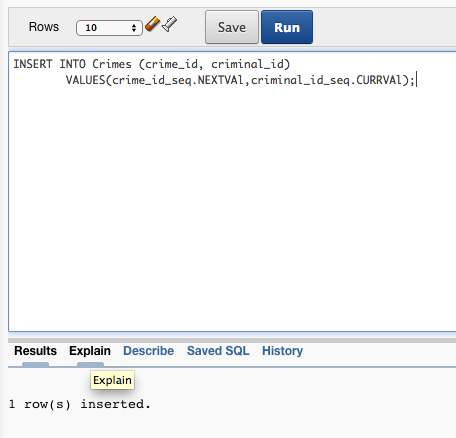 Rows 10 Save Run
INSERT INTO Crimes (crime_id, criminal_id)
VALUES(crime_id_seq.NEXTVAl,criminal_id_seq.CURRVAl);
Results Explain Describe Saved SQL History
Explain
1 row(s) inserted.